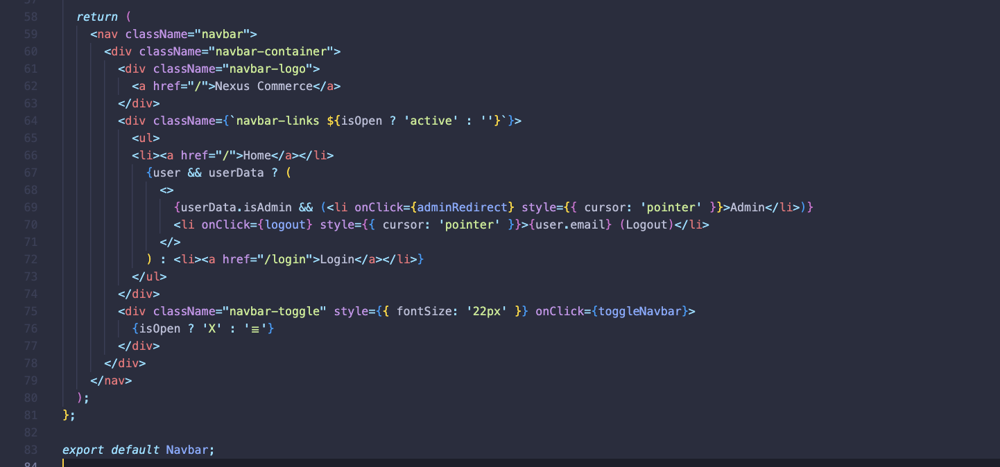 57
58 return (
59 <nav className="navbar">
60 <div className="navbar-container">
61 <div className="navbar-logo">
62 <a href="/">Nexus Commerce</a>
63 </div>
64 <div className={`navbar-links ${isOpen ? 'active' : ''}`}>
65 <ul>
66 <li><a href="/">Home</a></li>
67 {user && userData ? (
68 <>
69 {userData.isAdmin && (<li onClick={adminRedirect} style={{ cursor: 'pointer' }}>Admin</li>)}
70 <li onClick={logout} style={{ cursor: 'pointer' }}>{user.email} (Logout)</li>
71 </>
72 ) : <li><a href="/login">Login</a></li>}
73 </ul>
74 </div>
75 <div className="navbar-toggle" style={{ fontSize: '22px' }} onClick={toggleNavbar}>
76 {isOpen ? 'X' : '≡'}
77 </div>
78 </div>
79 </nav>
80 );
81 };
82
83 export default Navbar;
84